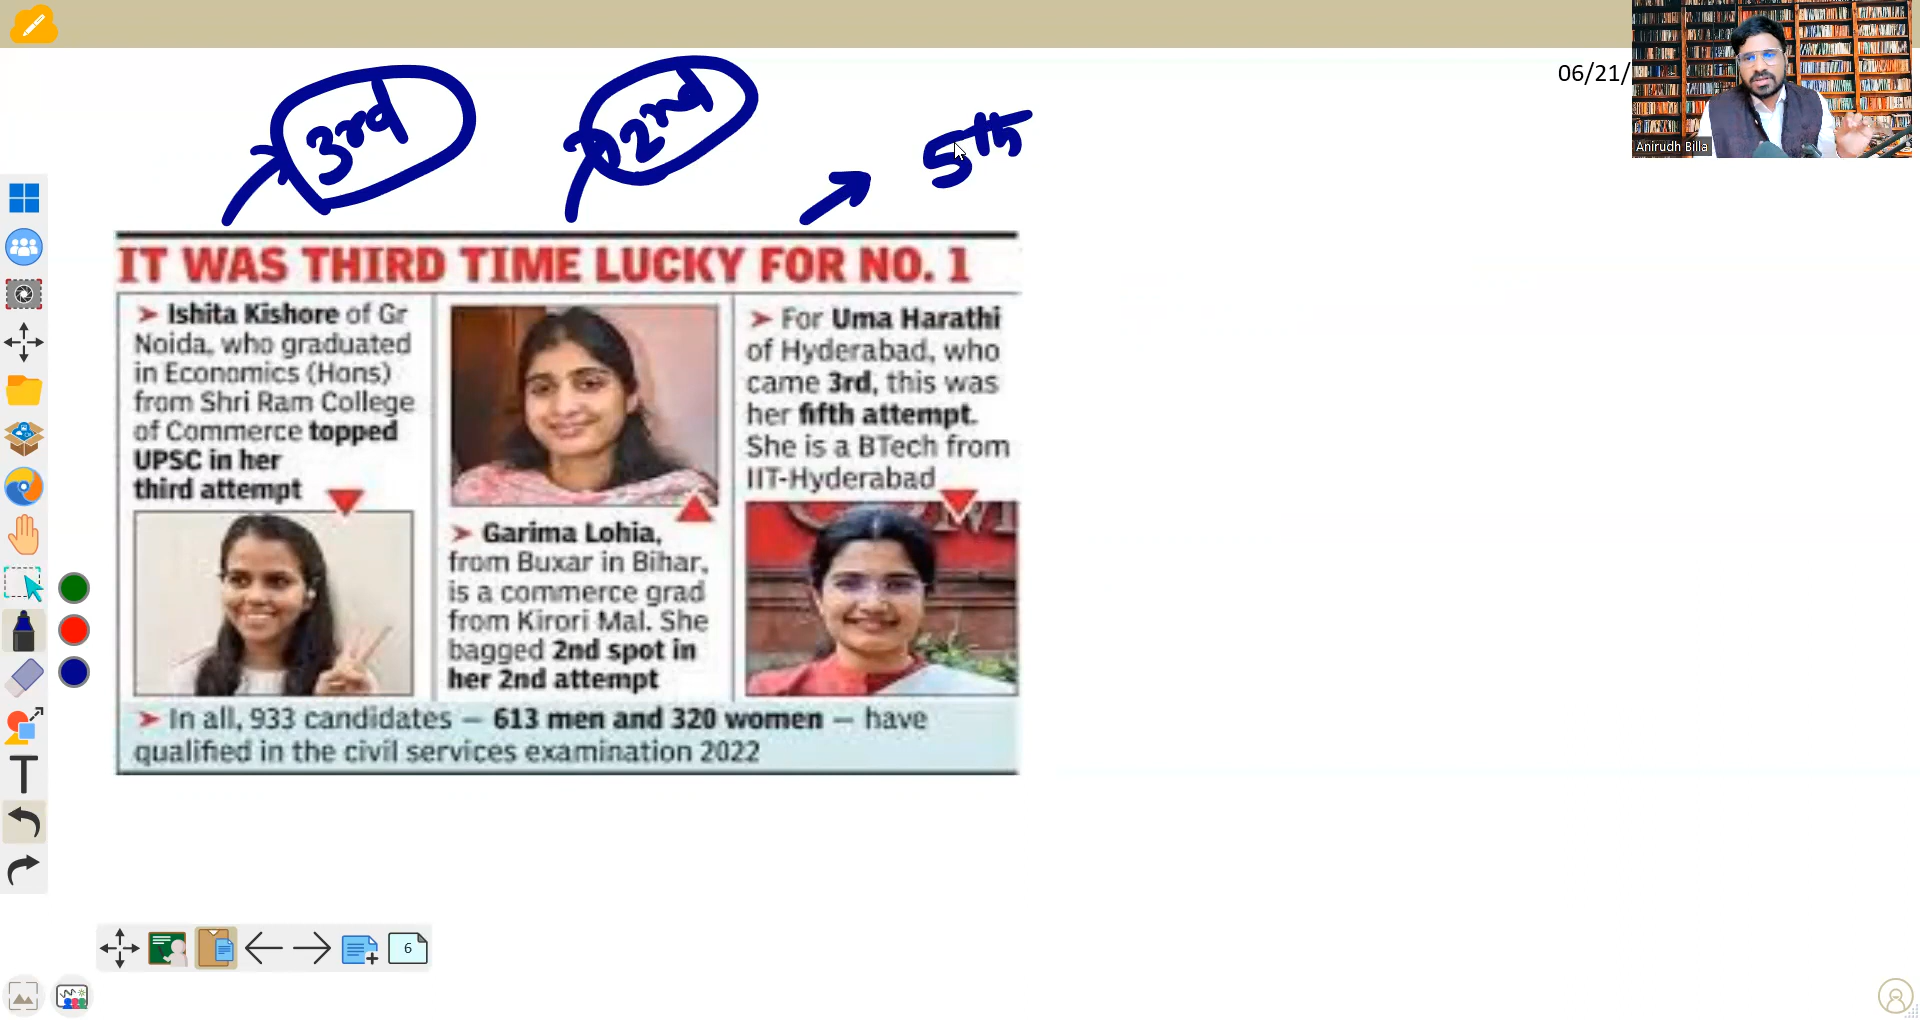 06/21/
Anirudh Billa
3rd
2nd
5th
IT WAS THIRD TIME LUCKY FOR NO. 1
➤ Ishita Kishore of Gr
Noida, who graduated
in Economics (Hons)
from Shri Ram College
of Commerce topped
UPSC in her
third attempt
➤ Garima Lohia,
from Buxar in Bihar,
is a commerce grad
from Kirori Mal. She
bagged 2nd spot in
her 2nd attempt
➤ For Uma Harathi
of Hyderabad, who
came 3rd, this was
her fifth attempt.
She is a BTech from
IIT-Hyderabad
➤ In all, 933 candidates – 613 men and 320 women – have
qualified in the civil services examination 2022
6